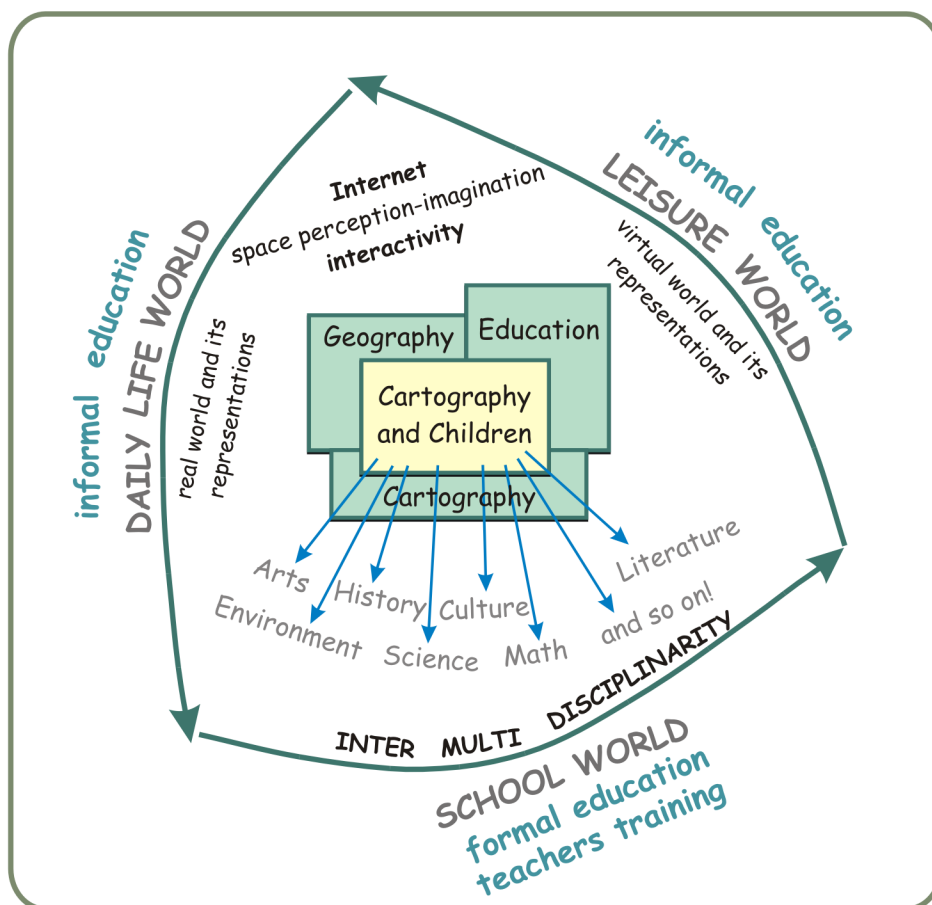 informal education
LEISURE WORLD
virtual world and its
representations
Internet
space perception-imagination
interactivity
informal education
DAILY LIFE WORLD
real world and its
representations
Geography
Education
Cartography
and Children
Cartography
Arts
History
Culture
Literature
Environment
Science
Math
and so on!
INTER MULTI DISCIPLINARITY
SCHOOL WORLD
formal education
teachers training